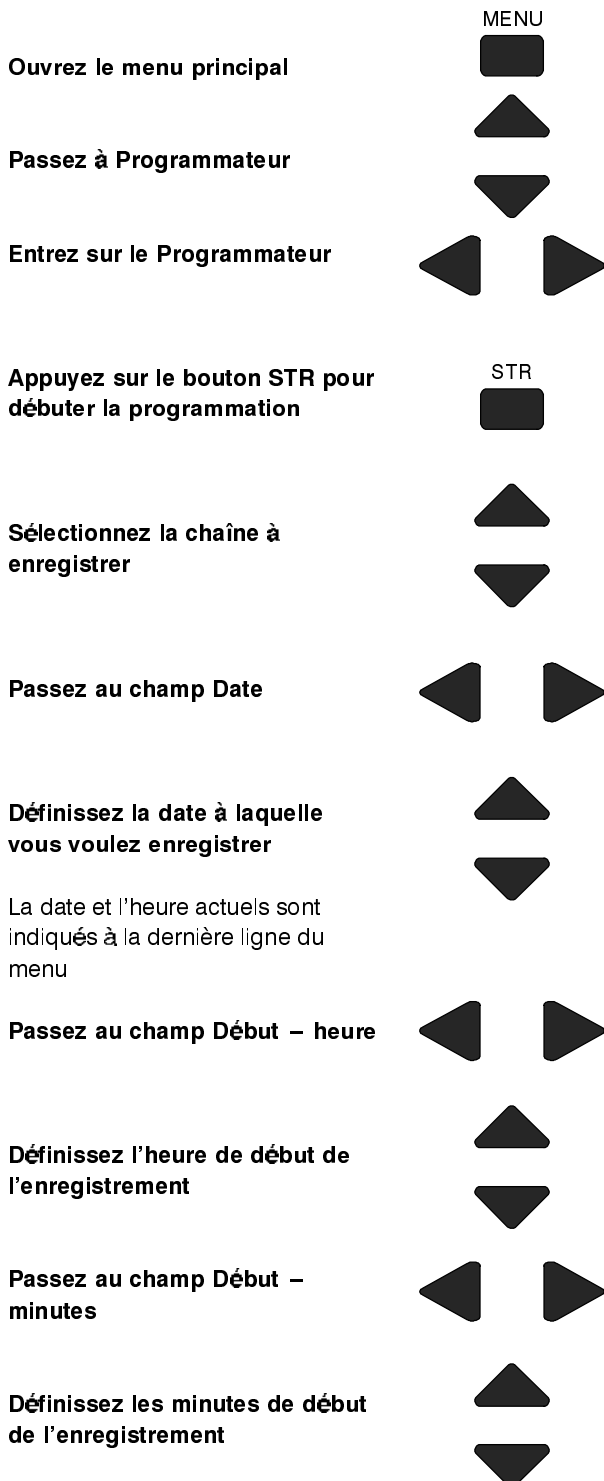 MENU
Ouvrez le menu principal
Passez à Programmateur
Entrez sur le Programmateur
Appuyez sur le bouton STR pour
débuter la programmation
STR
Sélectionnez la chaîne à
enregistrer
Passez au champ Date
Définissez la date à laquelle
vous voulez enregistrer
La date et l'heure actuels sont
indiqués à la dernière ligne du
menu
Passez au champ Début – heure
Définissez l'heure de début de
l'enregistrement
Passez au champ Début –
minutes
Définissez les minutes de début
de l'enregistrement